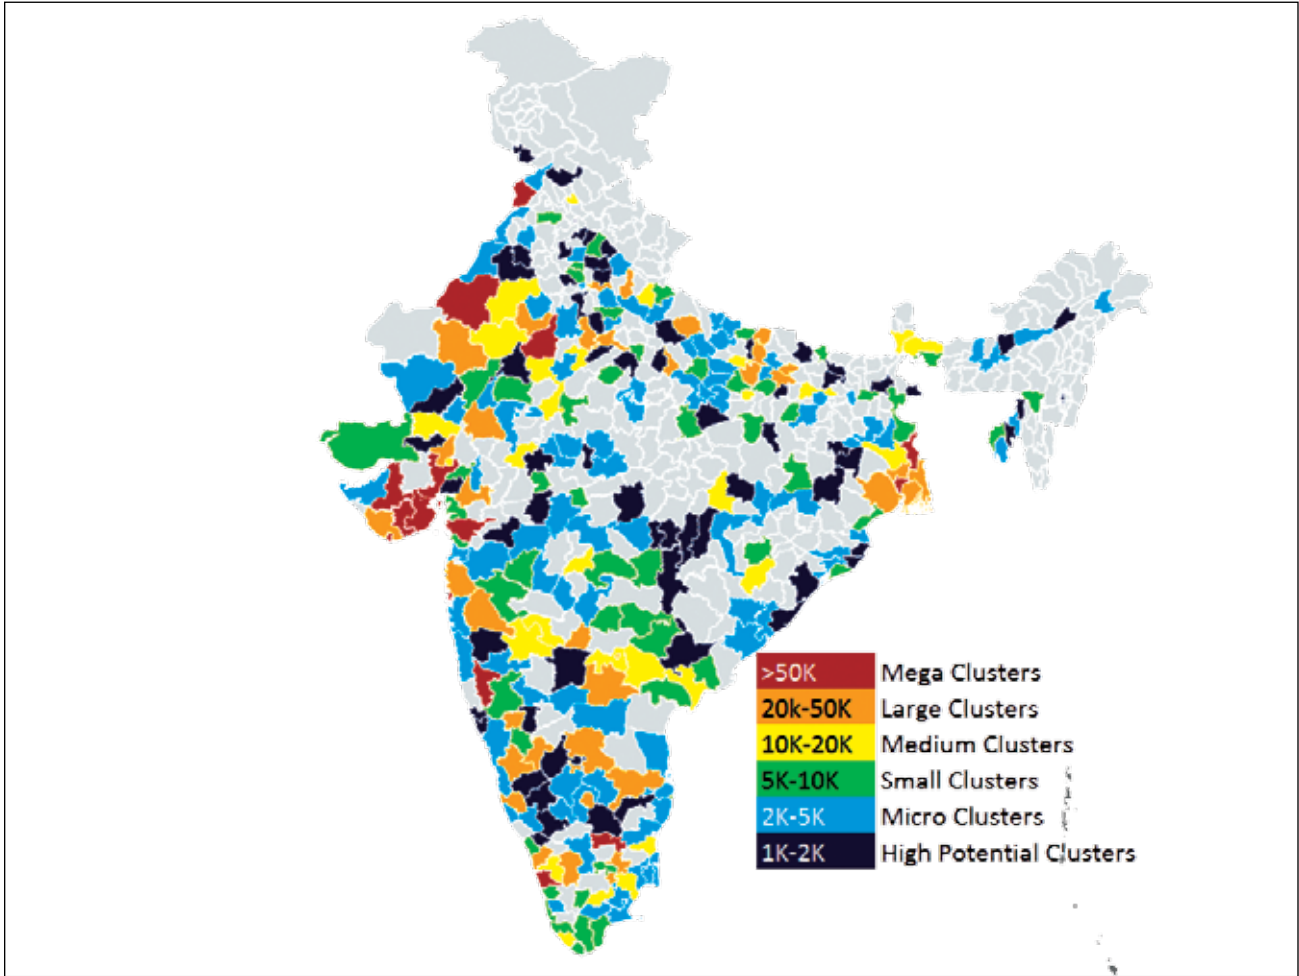 >50K Mega Clusters
20k-50K Large Clusters
10K-20K Medium Clusters
5K-10K Small Clusters
2K-5K Micro Clusters
1K-2K High Potential Clusters